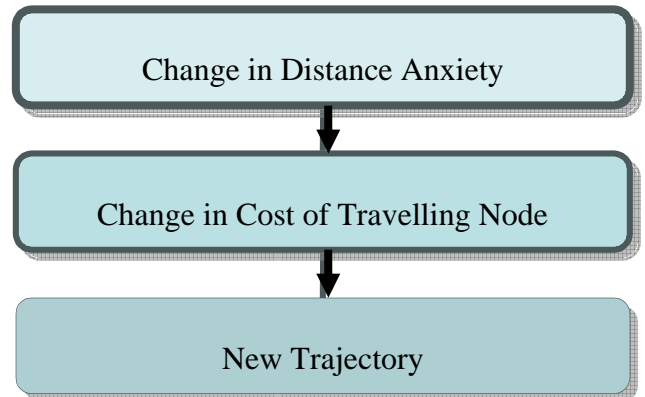 Change in Distance Anxiety
Change in Cost of Travelling Node
New Trajectory